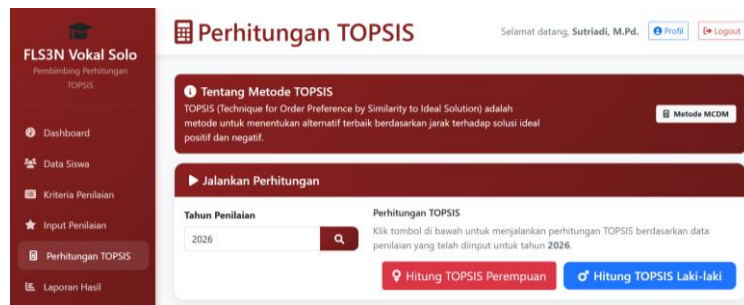 FLS3N Vokal Solo
Pembimbing Perhitungan
TOPSIS
Dashboard
Data Siswa
Kriteria Penilaian
Input Penilaian
Perhitungan TOPSIS
Laporan Hasil
Perhitungan TOPSIS
Selamat datang, Sutriadi, M.Pd.
Profil
Logout
Tentang Metode TOPSIS
TOPSIS (Technique for Order Preference by Similarity to Ideal Solution) adalah
metode untuk menentukan alternatif terbaik berdasarkan jarak terhadap solusi ideal
positif dan negatif.
Metode MCDM
Jalankan Perhitungan
Tahun Penilaian
2026
Perhitungan TOPSIS
Klik tombol di bawah untuk menjalankan perhitungan TOPSIS berdasarkan data
penilaian yang telah diinput untuk tahun 2026.
Hitung TOPSIS Perempuan
Hitung TOPSIS Laki-laki